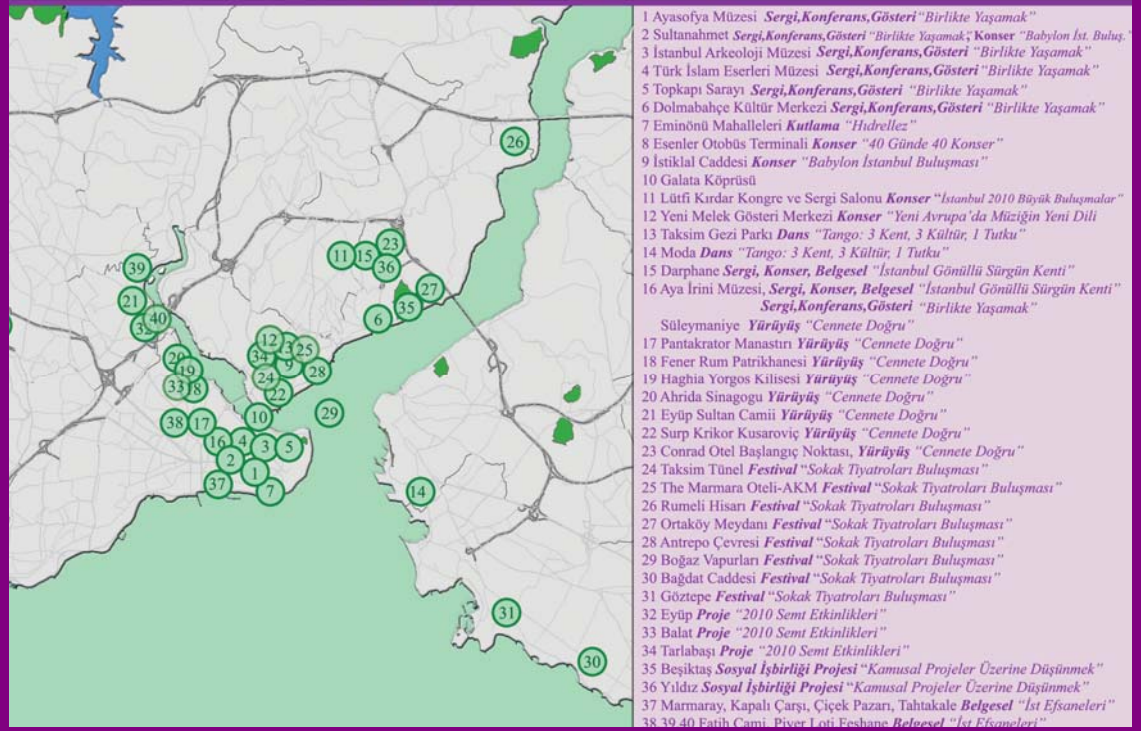 1 Ayasofya Müzesi Sergi,Konferans,Gösteri "Birlikte Yaşamak"
2 Sultanahmet Sergi,Konferans,Gösteri "Birlikte Yaşamak", Konser "Babylon İst. Buluş."
3 İstanbul Arkeoloji Müzesi Sergi,Konferans,Gösteri "Birlikte Yaşamak"
4 Türk İslam Eserleri Müzesi Sergi,Konferans,Gösteri "Birlikte Yaşamak"
5 Topkapı Sarayı Sergi,Konferans,Gösteri "Birlikte Yaşamak"
6 Dolmabahçe Kültür Merkezi Sergi,Konferans,Gösteri "Birlikte Yaşamak"
7 Eminönü Mahalleleri Kutlama "Hıdrellez"
8 Esenler Otobüs Terminali Konser "40 Günde 40 Konser"
9 İstiklal Caddesi Konser "Babylon İstanbul Buluşması"
10 Galata Köprüsü
11 Lütfi Kırdar Kongre ve Sergi Salonu Konser "İstanbul 2010 Büyük Buluşmalar"
12 Yeni Melek Gösteri Merkezi Konser "Yeni Avrupa'da Müziğin Yeni Dili
13 Taksim Gezi Parkı Dans "Tango: 3 Kent, 3 Kültür, 1 Tutku"
14 Moda Dans "Tango: 3 Kent, 3 Kültür, 1 Tutku"
15 Darphane Sergi, Konser, Belgesel "İstanbul Gönüllü Sürgün Kenti"
16 Aya İrini Müzesi, Sergi, Konser, Belgesel "İstanbul Gönüllü Sürgün Kenti"
Sergi,Konferans,Gösteri "Birlikte Yaşamak"
Süleymaniye Yürüyüş "Cennete Doğru"
17 Pantakrator Manastırı Yürüyüş "Cennete Doğru"
18 Fener Rum Patrikhanesi Yürüyüş "Cennete Doğru"
19 Haghia Yorgos Kilisesi Yürüyüş "Cennete Doğru"
20 Ahrida Sinagogu Yürüyüş "Cennete Doğru"
21 Eyüp Sultan Camii Yürüyüş "Cennete Doğru"
22 Surp Krikor Kusaroviç Yürüyüş "Cennete Doğru"
23 Conrad Otel Başlangıç Noktası, Yürüyüş "Cennete Doğru"
24 Taksim Tünel Festival "Sokak Tiyatroları Buluşması"
25 The Marmara Oteli-AKM Festival "Sokak Tiyatroları Buluşması"
26 Rumeli Hisarı Festival "Sokak Tiyatroları Buluşması"
27 Ortaköy Meydanı Festival "Sokak Tiyatroları Buluşması"
28 Antrepo Çevresi Festival "Sokak Tiyatroları Buluşması"
29 Boğaz Vapurları Festival "Sokak Tiyatroları Buluşması"
30 Bağdat Caddesi Festival "Sokak Tiyatroları Buluşması"
31 Göztepe Festival "Sokak Tiyatroları Buluşması"
32 Eyüp Proje "2010 Semt Etkinlikleri"
33 Balat Proje "2010 Semt Etkinlikleri"
34 Tarlabaşı Proje "2010 Semt Etkinlikleri"
35 Beşiktaş Sosyal İşbirliği Projesi "Kamusal Projeler Üzerine Düşünmek"
36 Yıldız Sosyal İşbirliği Projesi "Kamusal Projeler Üzerine Düşünmek"
37 Marmaray, Kapalı Çarşı, Çiçek Pazarı, Tahtakale Belgesel "İst Efsaneleri"
38 39 40 Fatih Cami, Piyer Loti Feshane Belgesel "İst Efsaneleri"
26
23
11
15
36
39
27
21
35
6
40
32
12
13
25
34
9
20
19
28
24
33
18
22
29
10
38
17
16
4
3
5
2
1
37
7
14
31
30